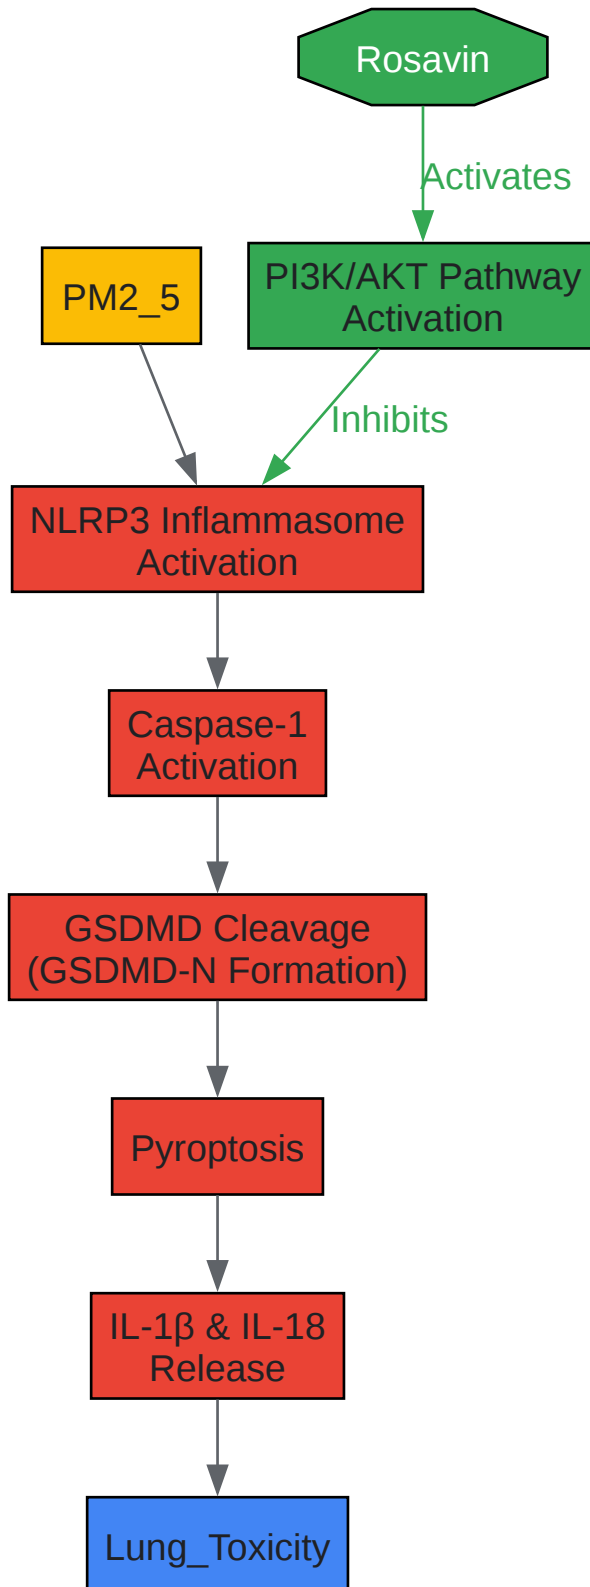 Rosavin
Activates
PM2_5
PI3K/AKT Pathway
Activation
Inhibits
NLRP3 Inflammasome
Activation
Caspase-1
Activation
GSDMD Cleavage
(GSDMD-N Formation)
Pyroptosis
IL-1β & IL-18
Release
Lung_Toxicity